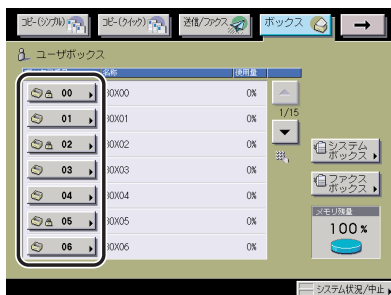 コピー(シンプル)
コピー(クイック)
送信/ファクス
ボックス
ユーザボックス
名称
使用量
00
BOX00
0%
01
BOX01
0%
1/15
02
BOX02
0%
システムボックス
03
BOX03
0%
ファクスボックス
04
BOX04
0%
05
BOX05
0%
メモリ残量
100%
06
BOX06
0%
システム状況/中止